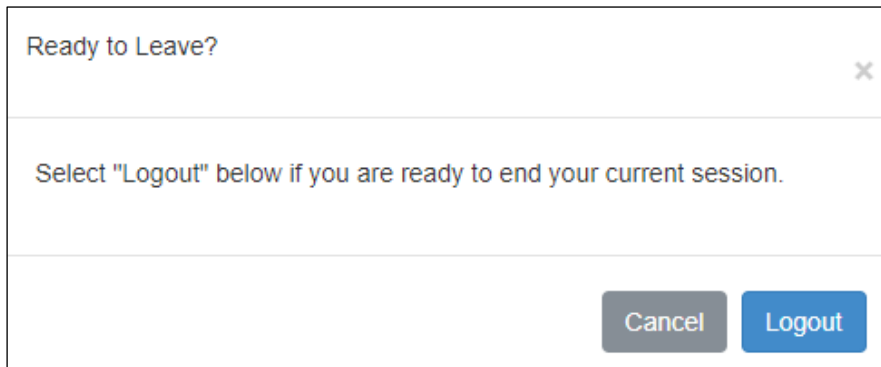 Ready to Leave?
×
Select "Logout" below if you are ready to end your current session.
Cancel Logout